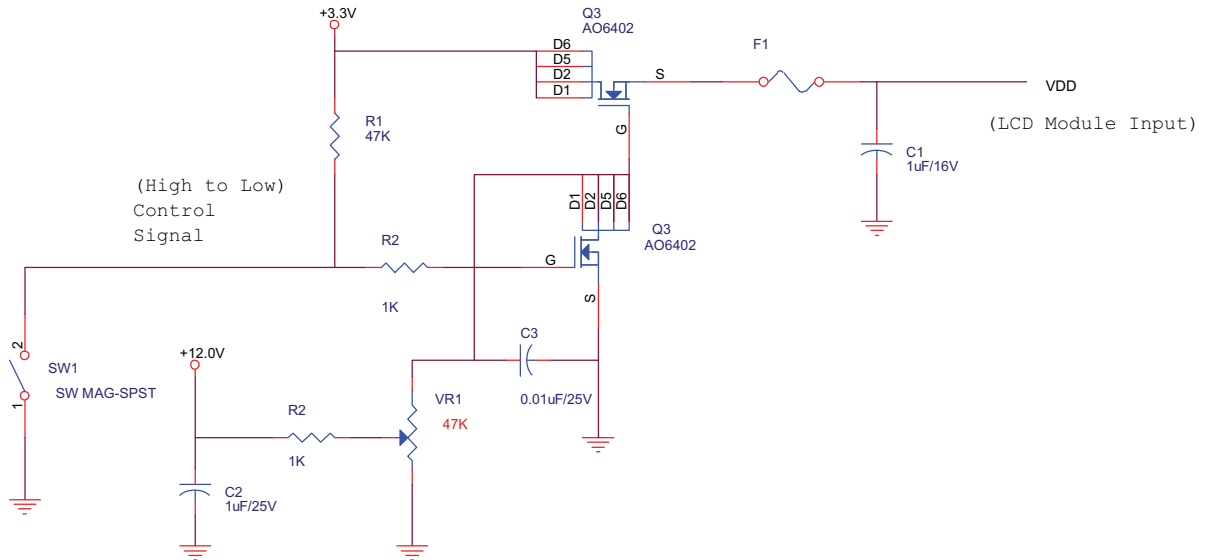 +3.3V
Q3
AO6402
D6
D5
D2
D1
S
G
F1
VDD
(LCD Module Input)
R1
47K
C1
1uF/16V
(High to Low)
Control
Signal
D1
D2
D5
D6
Q3
AO6402
R2
1K
G
S
2
1
SW1
SW MAG-SPST
+12.0V
C3
0.01uF/25V
R2
1K
VR1
47K
C2
1uF/25V